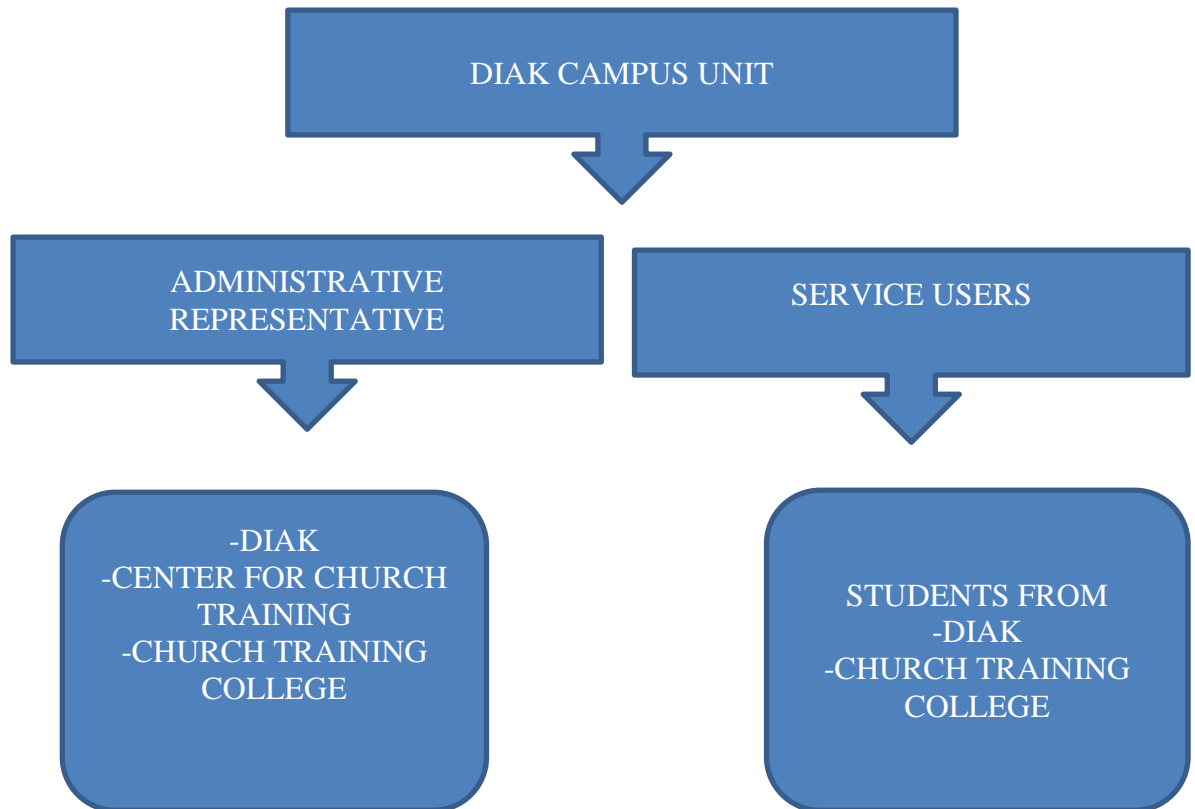 DIAK CAMPUS UNIT
ADMINISTRATIVE
REPRESENTATIVE
SERVICE USERS
-DIAK
-CENTER FOR CHURCH
TRAINING
-CHURCH TRAINING
COLLEGE
STUDENTS FROM
-DIAK
-CHURCH TRAINING
COLLEGE